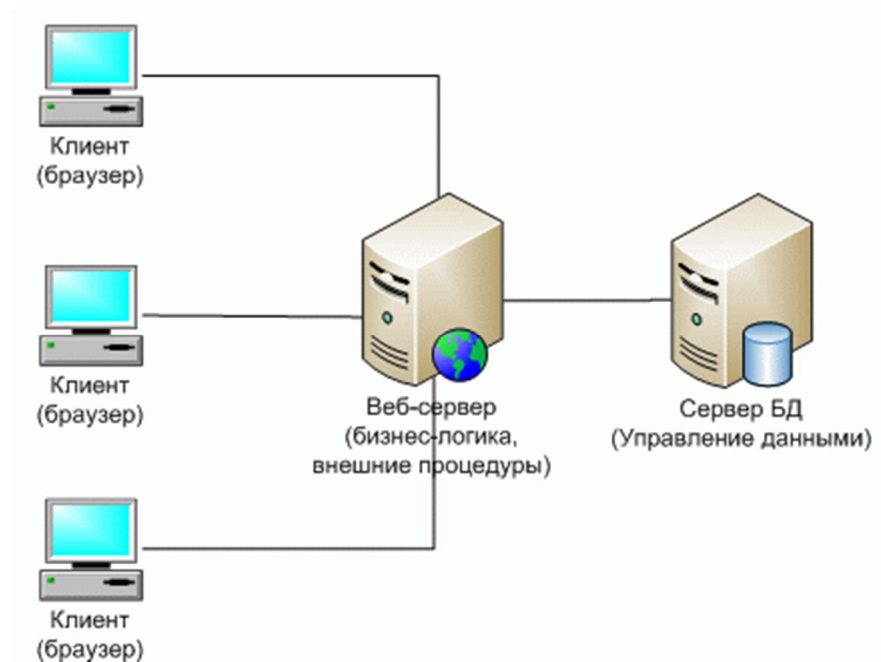 Клиент
(браузер)
Клиент
(браузер)
Веб-сервер
(бизнес-логика,
внешние процедуры)
Сервер БД
(Управление данными)
Клиент
(браузер)